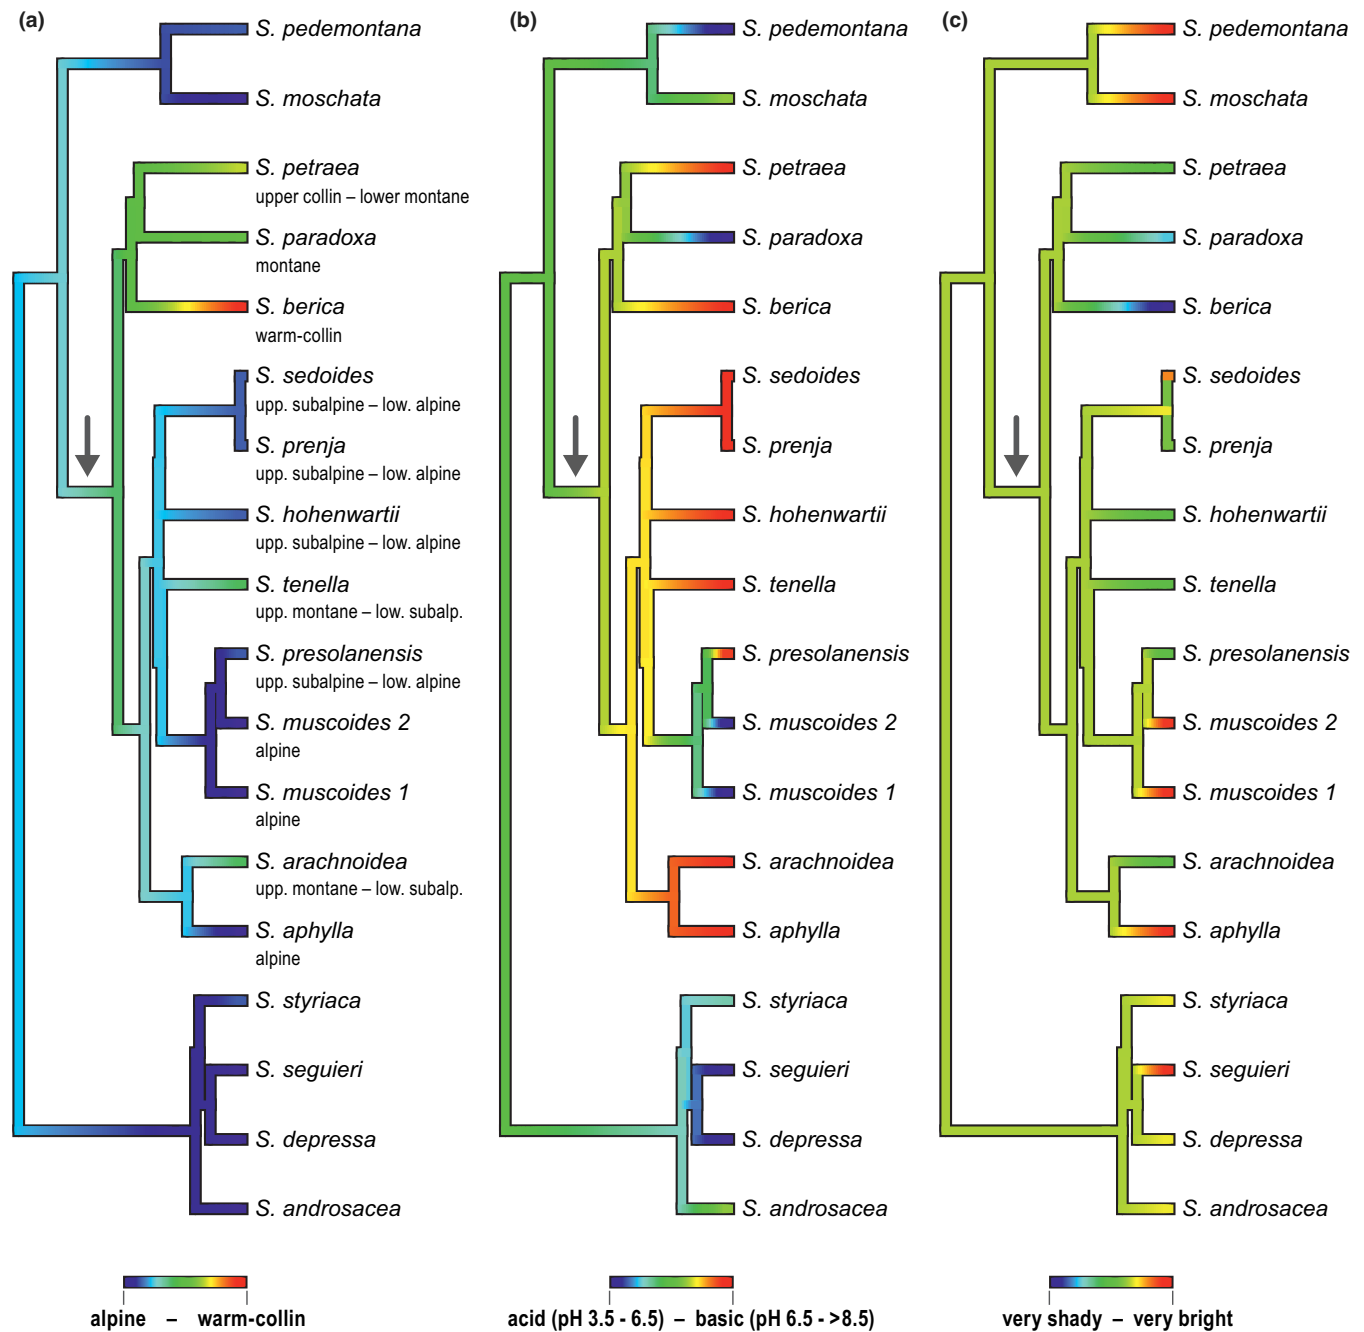 (a)
S. pedemontana
S. moschata
S. petraea
upper collin – lower montane
S. paradoxa
montane
S. berica
warm-collin
S. sedoides
upp. subalpine – low. alpine
S. prenja
upp. subalpine – low. alpine
S. hohenwartii
upp. subalpine – low. alpine
S. tenella
upp. montane – low. subalp.
S. presolanensis
upp. subalpine – low. alpine
S. muscoides 2
alpine
S. muscoides 1
alpine
S. arachnoidea
upp. montane – low. subalp.
S. aphylla
alpine
S. styriaca
S. seguieri
S. depressa
S. androsacea
alpine – warm-collin
(b)
S. pedemontana
S. moschata
S. petraea
S. paradoxa
S. berica
S. sedoides
S. prenja
S. hohenwartii
S. tenella
S. presolanensis
S. muscoides 2
S. muscoides 1
S. arachnoidea
S. aphylla
S. styriaca
S. seguieri
S. depressa
S. androsacea
acid (pH 3.5 - 6.5) – basic (pH 6.5 - >8.5)
(c)
S. pedemontana
S. moschata
S. petraea
S. paradoxa
S. berica
S. sedoides
S. prenja
S. hohenwartii
S. tenella
S. presolanensis
S. muscoides 2
S. muscoides 1
S. arachnoidea
S. aphylla
S. styriaca
S. seguieri
S. depressa
S. androsacea
very shady – very bright